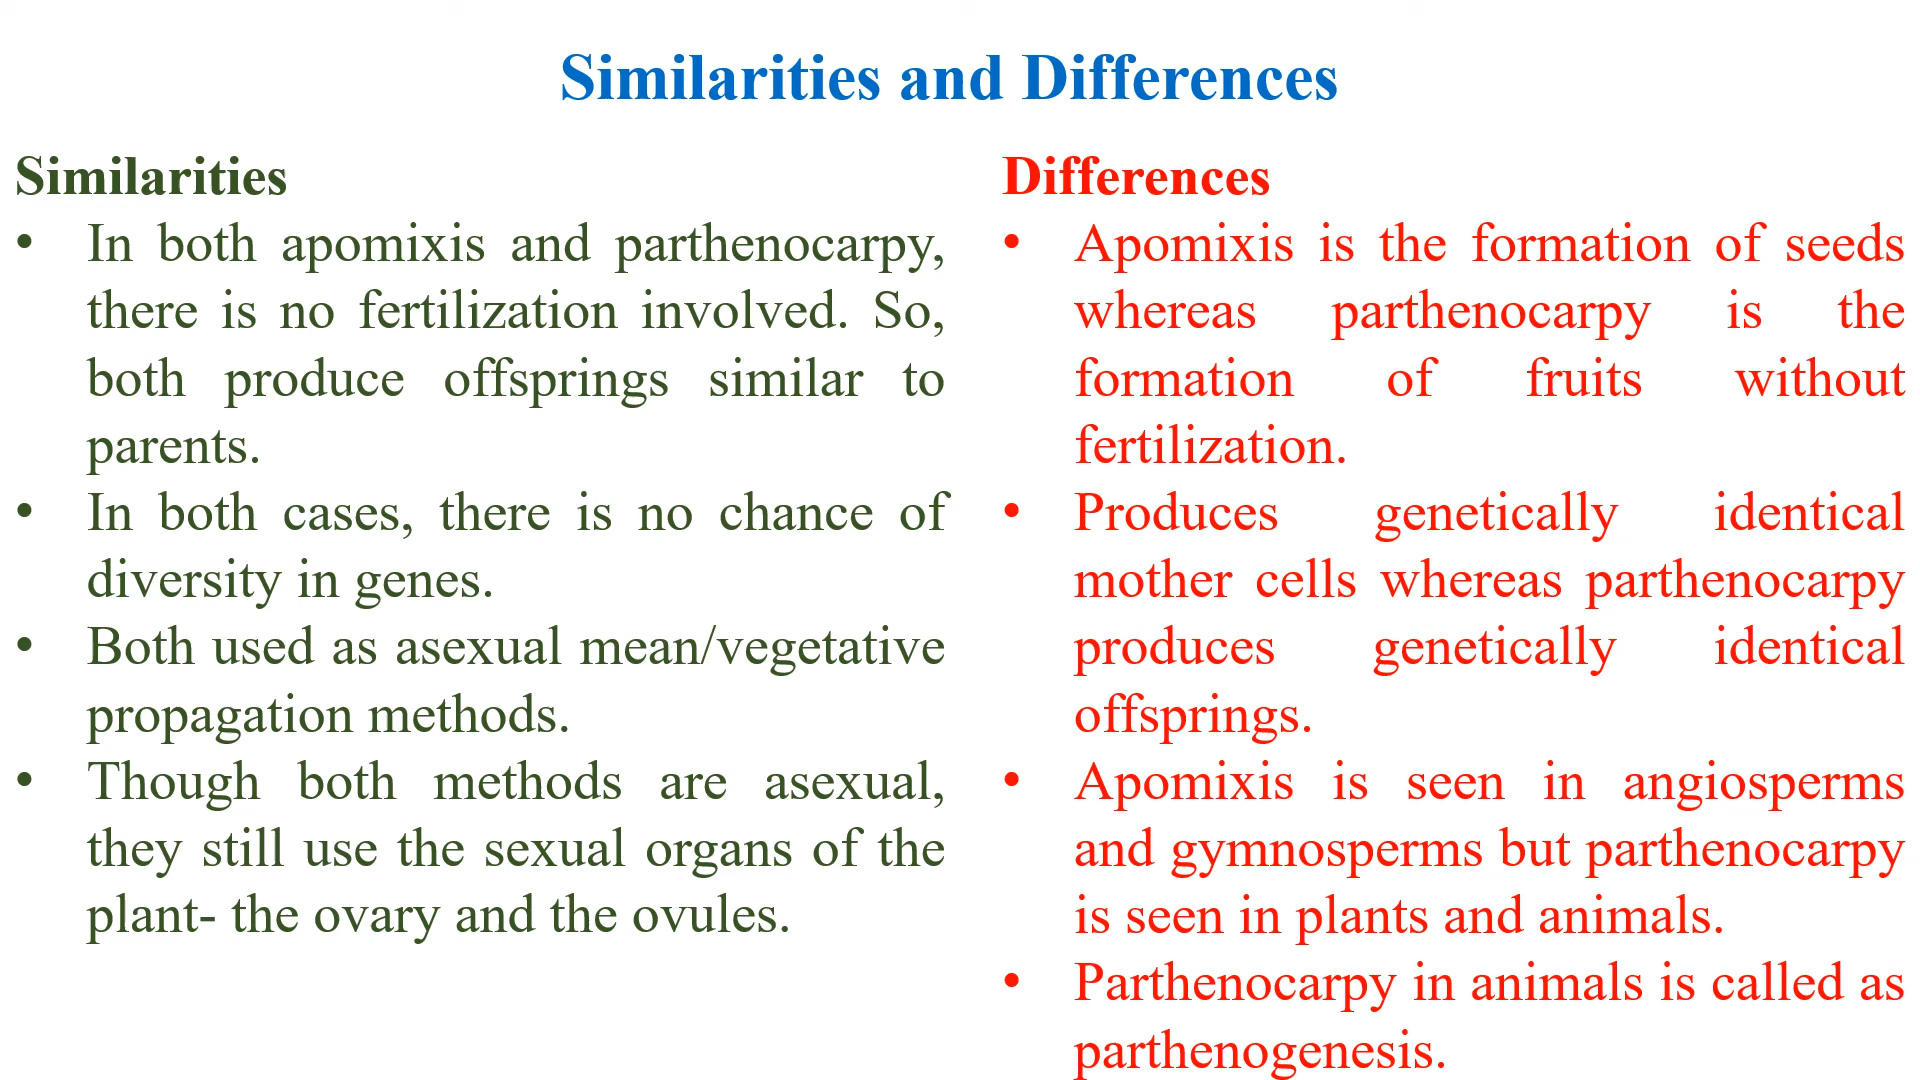 Similarities and Differences
Similarities
• In both apomixis and parthenocarpy,
there is no fertilization involved. So,
both produce offsprings similar to
parents.
• In both cases, there is no chance of
diversity in genes.
• Both used as asexual mean/vegetative
propagation methods.
• Though both methods are asexual,
they still use the sexual organs of the
plant- the ovary and the ovules.
Differences
• Apomixis is the formation of seeds
whereas parthenocarpy is the
formation of fruits without
fertilization.
• Produces genetically identical
mother cells whereas parthenocarpy
produces genetically identical
offsprings.
• Apomixis is seen in angiosperms
and gymnosperms but parthenocarpy
is seen in plants and animals.
• Parthenocarpy in animals is called as
parthenogenesis.